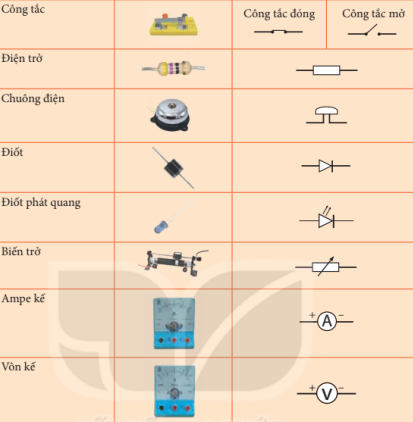 Công tắc
Công tắc đóng
Công tắc mở
Điện trở
Chuông điện
Điốt
Điốt phát quang
Biến trở
Ampe kế
+ A −
Vôn kế
+ V −